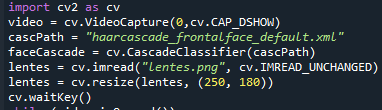 import cv2 as cv
video = cv.VideoCapture(0,cv.CAP_DSHOW)
cascPath = "haarcascade_frontalface_default.xml"
faceCascade = cv.CascadeClassifier(cascPath)
lentes = cv.imread("lentes.png", cv.IMREAD_UNCHANGED)
lentes = cv.resize(lentes, (250, 180))
cv.waitKey()